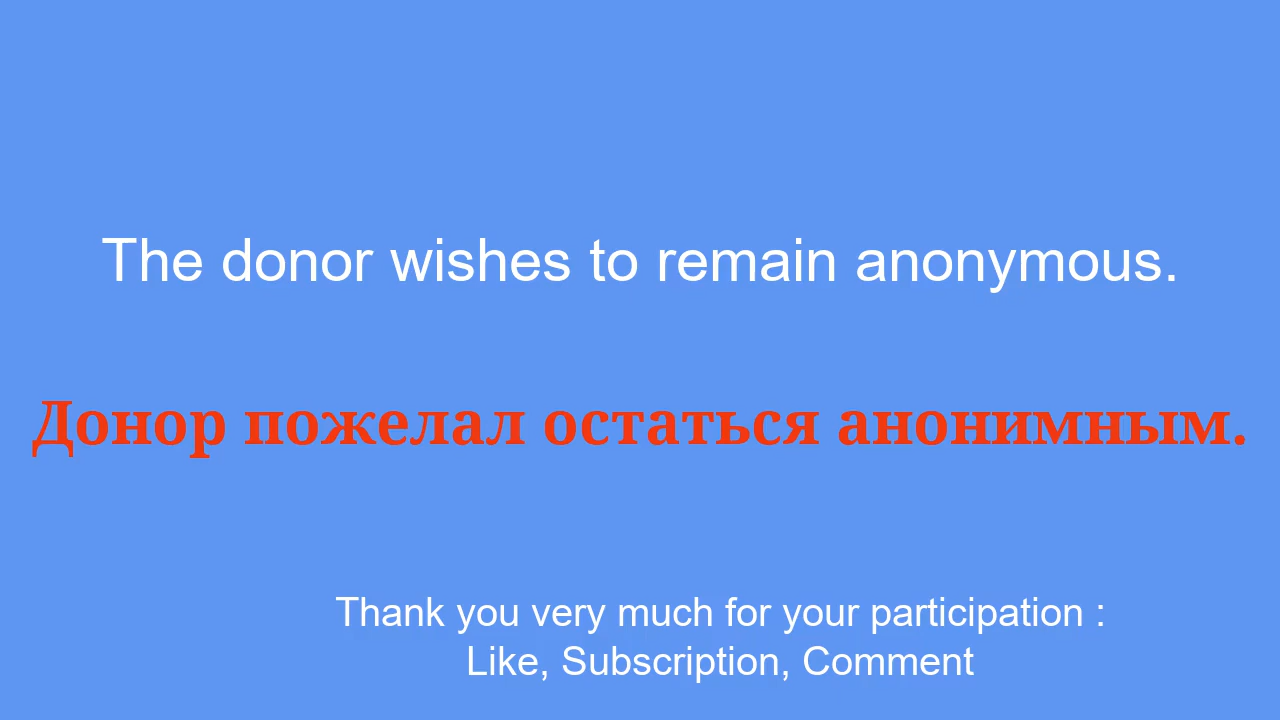 The donor wishes to remain anonymous.
Донор пожелал остаться анонимным.
Thank you very much for your participation :
Like, Subscription, Comment